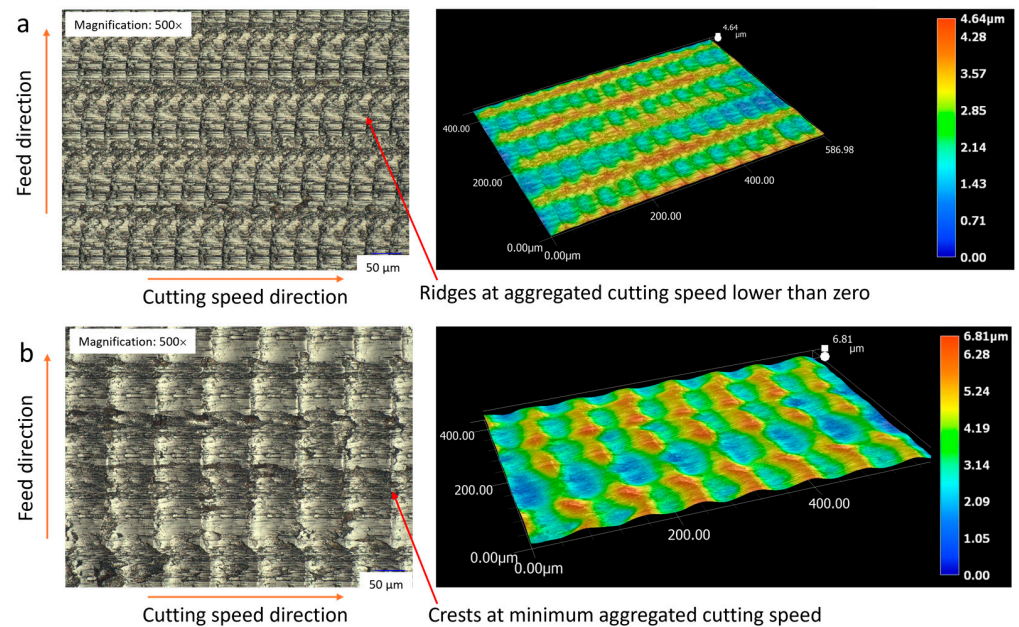 a
Magnification: 500×
Feed direction
50 µm
Cutting speed direction
4.64
µm
400.00
200.00
0.00µm
0.00µm
200.00
400.00
586.98
4.64µm
4.28
3.57
2.85
2.14
1.43
0.71
0.00
Ridges at aggregated cutting speed lower than zero
b
Magnification: 500×
Feed direction
50 µm
Cutting speed direction
6.81
µm
400.00
200.00
0.00µm
0.00µm
200.00
400.00
6.81µm
6.28
5.24
4.19
3.14
2.09
1.05
0.00
Crests at minimum aggregated cutting speed